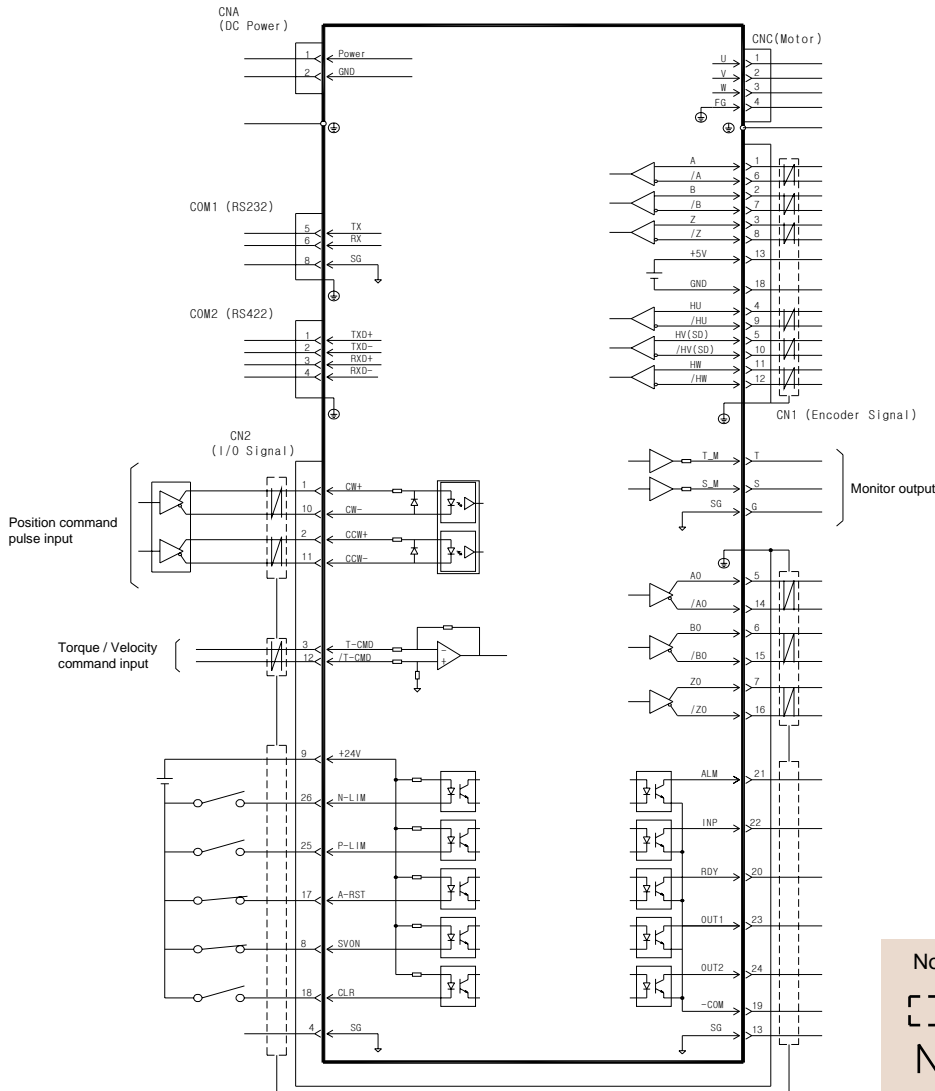 CNA
(DC Power)
1 Power
2 GND
CNC(Motor)
U 1
V 2
W 3
FG 4
COM1 (RS232)
5 TX
6 RX
8 SG
COM2 (RS422)
1 TXD+
2 TXD-
3 RXD+
4 RXD-
A 1
/A 6
B 2
/B 7
Z 3
/Z 8
+5V 13
GND 18
HU 4
/HU 9
HV(SD) 5
/HV(SD) 10
HW 11
/HW 12
CN1 (Encoder Signal)
CN2
(I/O Signal)
Position command
pulse input
1 CW+
10 CW-
2 CCW+
11 CCW-
Torque / Velocity
command input
3 T-CMD
12 /T-CMD
9 +24V
26 N-LIM
25 P-LIM
17 A-RST
8 SVON
18 CLR
4 SG
T_M T
S_M S
SG G
Monitor output
AO 5
/AO 14
BO 6
/BO 15
ZO 7
/ZO 16
ALM 21
INP 22
RDY 20
OUT1 23
OUT2 24
-COM 19
SG 13